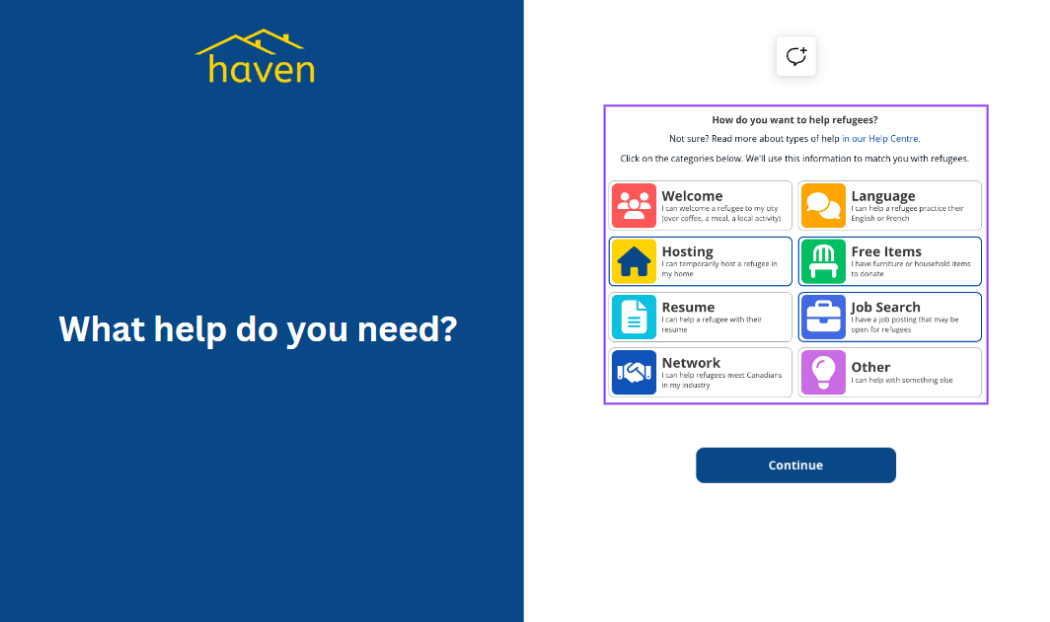 haven
What help do you need?
How do you want to help refugees?
Not sure? Read more about types of help in our Help Centre.
Click on the categories below. We'll use this information to match you with refugees.
Welcome
I can welcome a refugee to my city
(over coffee, a meal, a local activity)
Language
I can help a refugee practice their
English or French
Hosting
I can temporarily host a refugee in
my home
Free Items
I have furniture or household items
to donate
Resume
I can help a refugee with their
resume
Job Search
I have a job posting that may be
open for refugees
Network
I can help refugees meet Canadians
in my industry
Other
I can help with something else
Continue